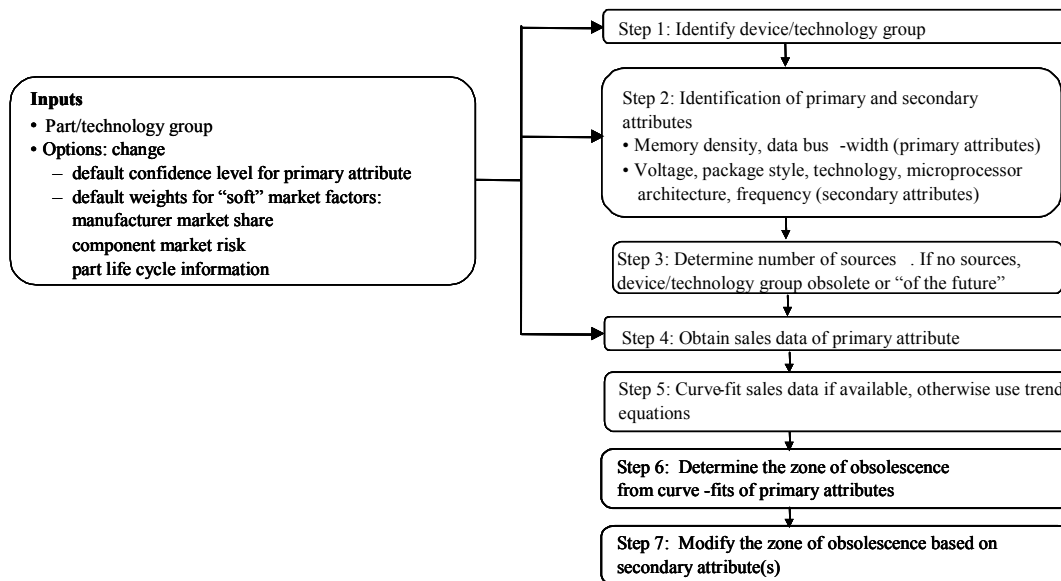 Inputs
• Part/technology group
• Options: change
– default confidence level for primary attribute
– default weights for “soft” market factors:
manufacturer market share
component market risk
part life cycle information
Step 1: Identify device/technology group
Step 2: Identification of primary and secondary
attributes
• Memory density, data bus -width (primary attributes)
• Voltage, package style, technology, microprocessor
architecture, frequency (secondary attributes)
Step 3: Determine number of sources . If no sources,
device/technology group obsolete or “of the future”
Step 4: Obtain sales data of primary attribute
Step 5: Curve-fit sales data if available, otherwise use trend
equations
Step 6: Determine the zone of obsolescence
from curve -fits of primary attributes
Step 7: Modify the zone of obsolescence based on
secondary attribute(s)